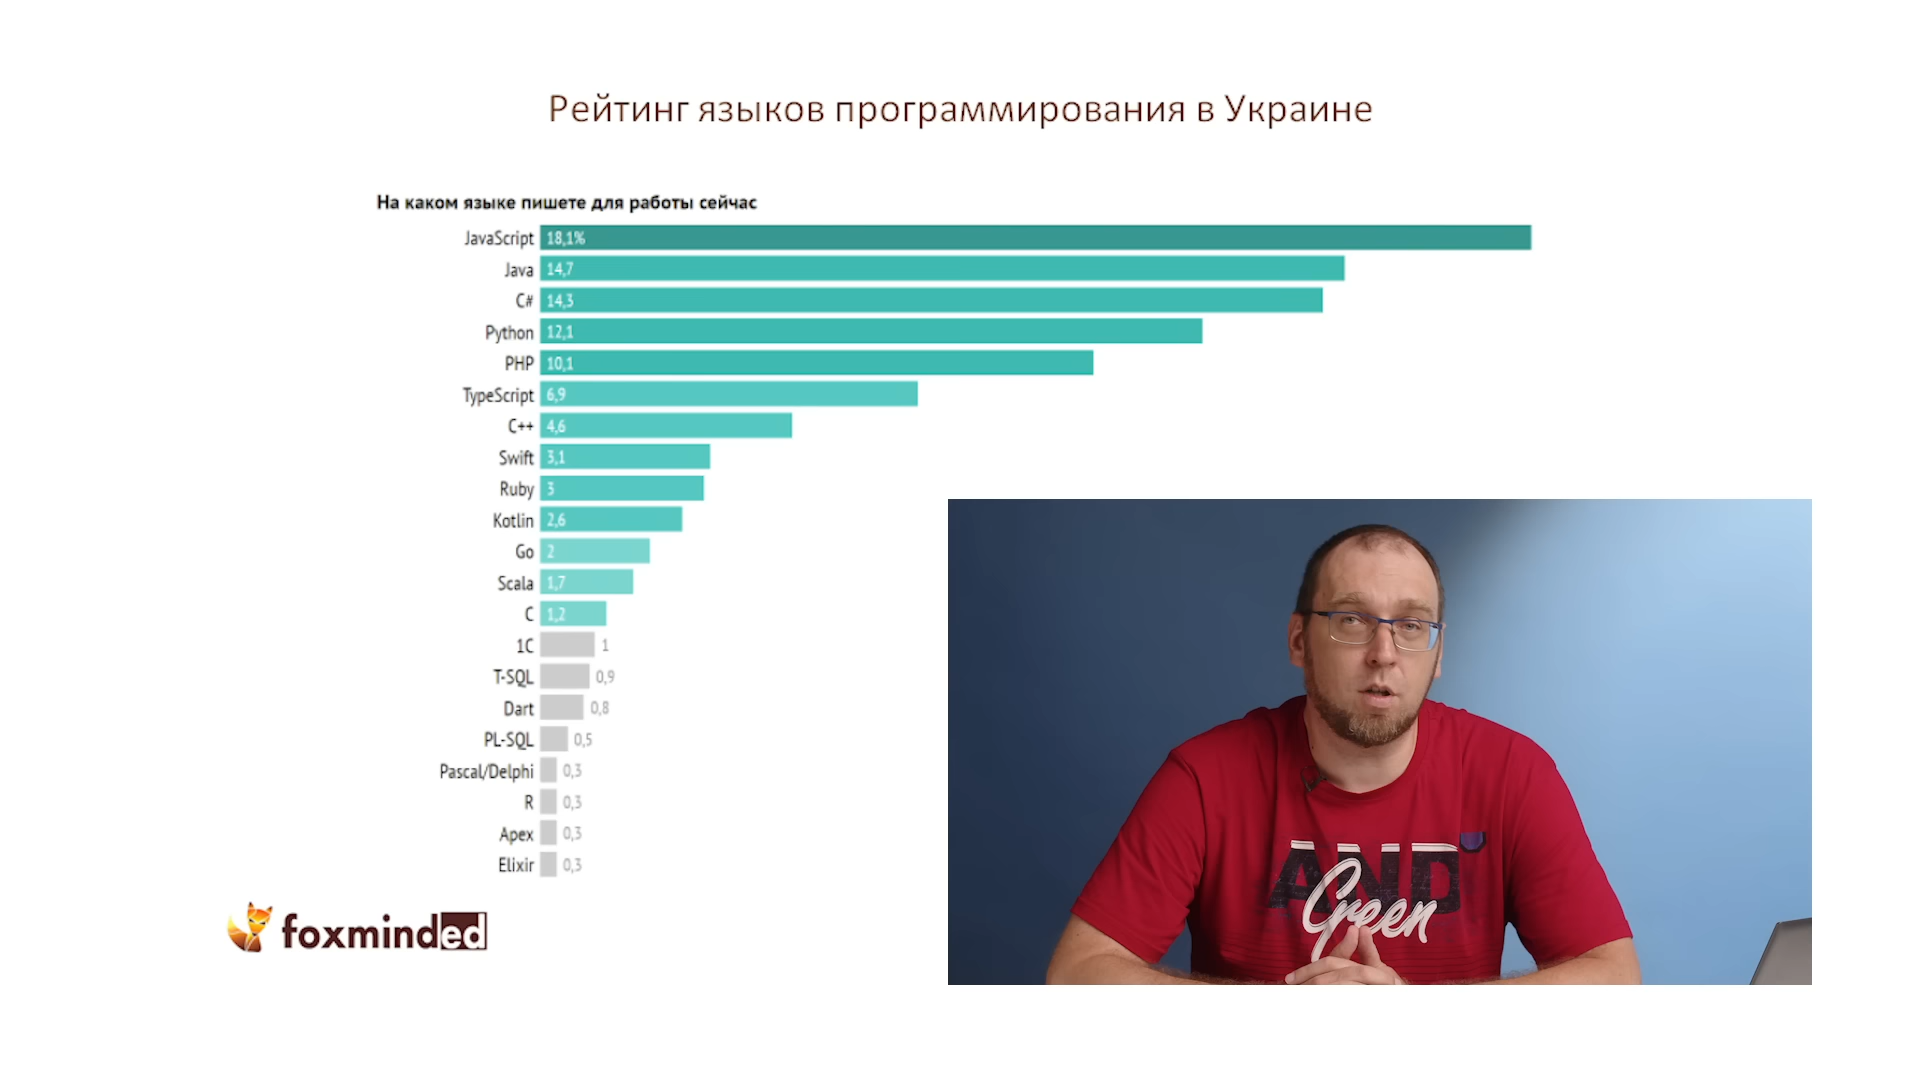 Рейтинг языков программирования в Украине
На каком языке пишете для работы сейчас
JavaScript 18,1%
Java 14,7
C# 14,3
Python 12,1
PHP 10,1
TypeScript 6,9
C++ 4,6
Swift 3,1
Ruby 3
Kotlin 2,6
Go 2
Scala 1,7
C 1,2
1C 1
T-SQL 0,9
Dart 0,8
PL-SQL 0,5
Pascal/Delphi 0,3
R 0,3
Apex 0,3
Elixir 0,3
foxminded
AND
Green